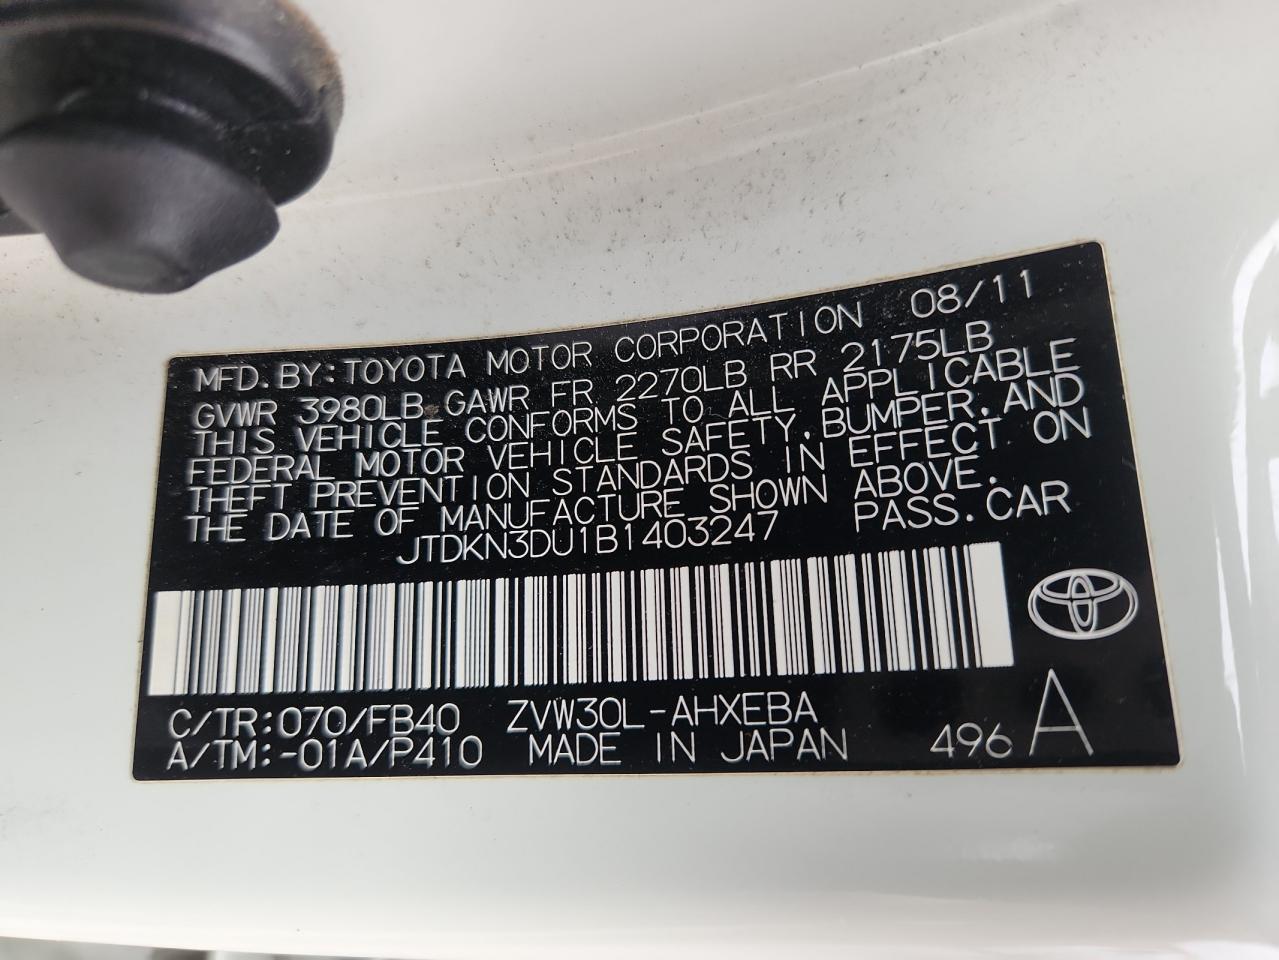 MFD. BY: TOYOTA MOTOR CORPORATION 08/11
GVWR 3980LB GAWR FR 2270LB RR 2175LB
THIS VEHICLE CONFORMS TO ALL APPLICABLE
FEDERAL MOTOR VEHICLE SAFETY, BUMPER, AND
THEFT PREVENTION STANDARDS IN EFFECT ON
THE DATE OF MANUFACTURE SHOWN ABOVE.
JTDKN3DU1B1403247 PASS. CAR
C/TR: 070/FB40 ZVW30L-AHXEBA
A/TM: -01A/P410 MADE IN JAPAN 496 A